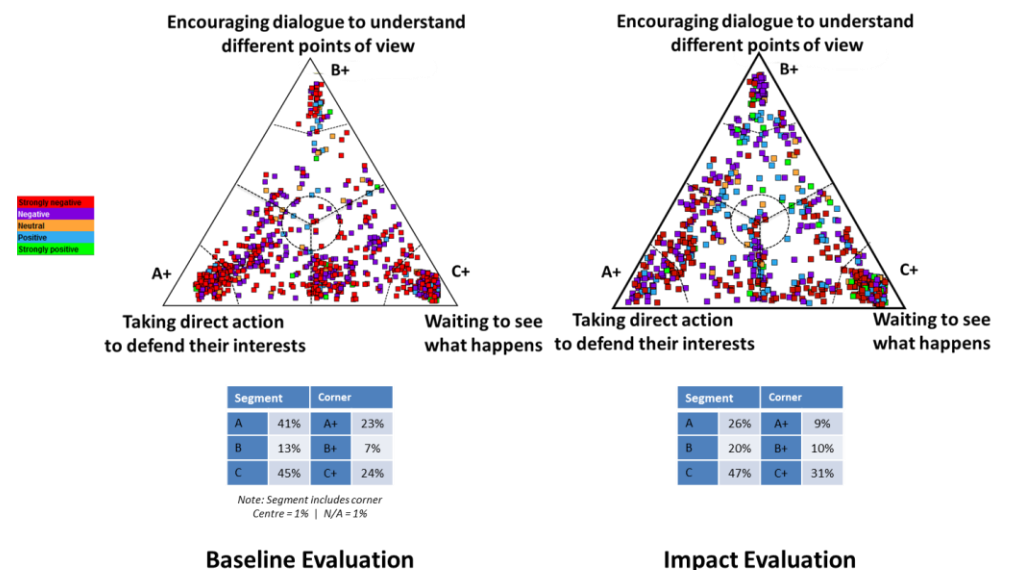 Encouraging dialogue to understand
different points of view
B+
Strongly negative
Negative
Neutral
Positive
Strongly positive
A+
C+
Taking direct action
to defend their interests
Waiting to see
what happens
Segment Corner
A 41% A+ 23%
B 13% B+ 7%
C 45% C+ 24%
Note: Segment includes corner
Centre = 1% | N/A = 1%
Baseline Evaluation
Encouraging dialogue to understand
different points of view
B+
A+
C+
Taking direct action
to defend their interests
Waiting to see
what happens
Segment Corner
A 26% A+ 9%
B 20% B+ 10%
C 47% C+ 31%
Impact Evaluation